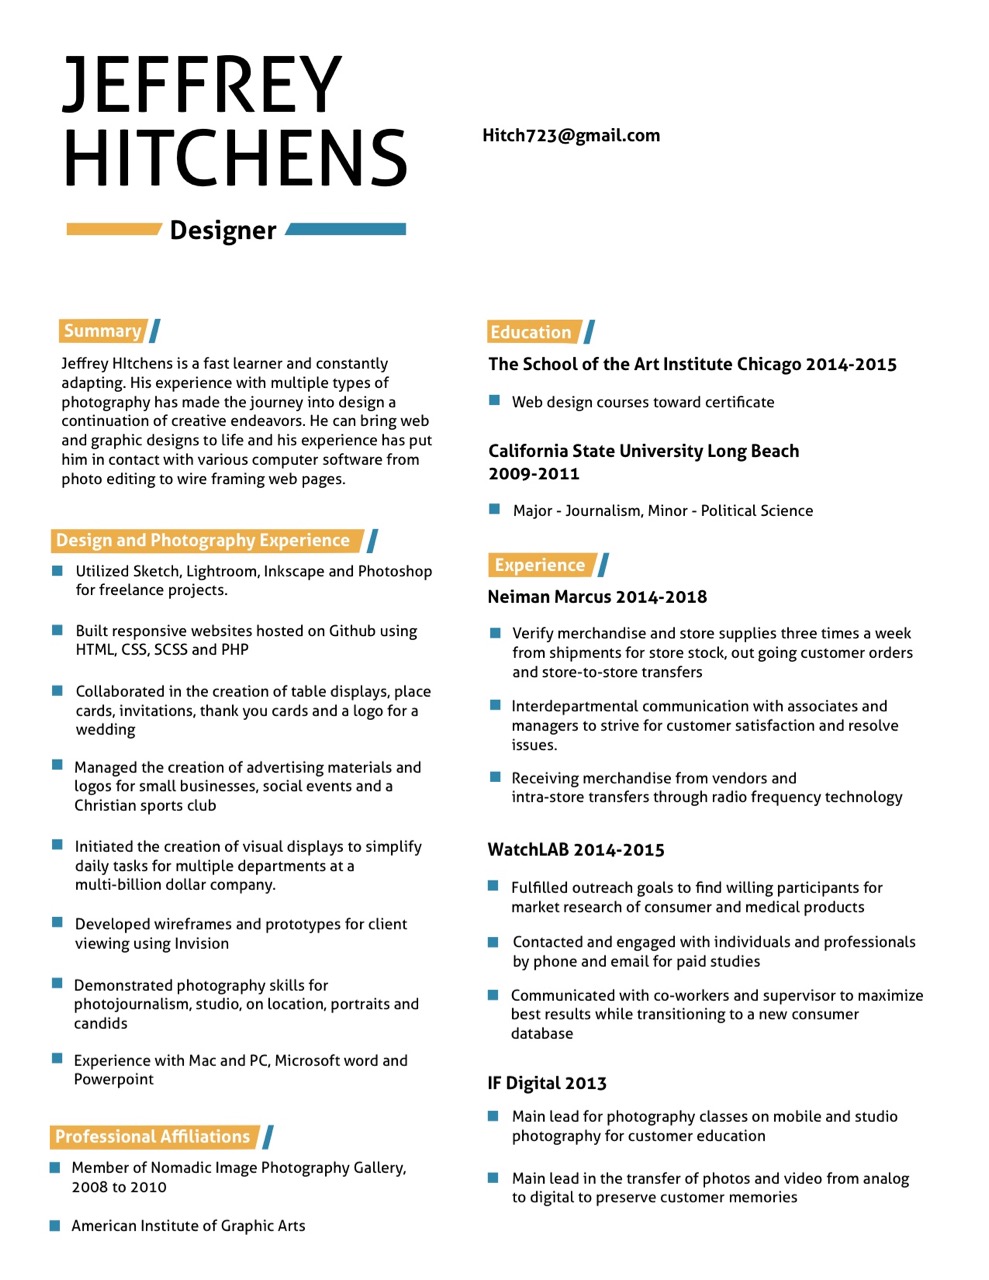 JEFFREY
HITCHENS
Designer
Hitch723@gmail.com
Summary
Jeffrey HItchens is a fast learner and constantly
adapting. His experience with multiple types of
photography has made the journey into design a
continuation of creative endeavors. He can bring web
and graphic designs to life and his experience has put
him in contact with various computer software from
photo editing to wire framing web pages.
Design and Photography Experience
Utilized Sketch, Lightroom, Inkscape and Photoshop
for freelance projects.
Built responsive websites hosted on Github using
HTML, CSS, SCSS and PHP
Collaborated in the creation of table displays, place
cards, invitations, thank you cards and a logo for a
wedding
Managed the creation of advertising materials and
logos for small businesses, social events and a
Christian sports club
Initiated the creation of visual displays to simplify
daily tasks for multiple departments at a
multi-billion dollar company.
Developed wireframes and prototypes for client
viewing using Invision
Demonstrated photography skills for
photojournalism, studio, on location, portraits and
candids
Experience with Mac and PC, Microsoft word and
Powerpoint
Professional Affiliations
Member of Nomadic Image Photography Gallery,
2008 to 2010
American Institute of Graphic Arts
Education
The School of the Art Institute Chicago 2014-2015
Web design courses toward certificate
California State University Long Beach
2009-2011
Major - Journalism, Minor - Political Science
Experience
Neiman Marcus 2014-2018
Verify merchandise and store supplies three times a week
from shipments for store stock, out going customer orders
and store-to-store transfers
Interdepartmental communication with associates and
managers to strive for customer satisfaction and resolve
issues.
Receiving merchandise from vendors and
intra-store transfers through radio frequency technology
WatchLAB 2014-2015
Fulfilled outreach goals to find willing participants for
market research of consumer and medical products
Contacted and engaged with individuals and professionals
by phone and email for paid studies
Communicated with co-workers and supervisor to maximize
best results while transitioning to a new consumer
database
IF Digital 2013
Main lead for photography classes on mobile and studio
photography for customer education
Main lead in the transfer of photos and video from analog
to digital to preserve customer memories